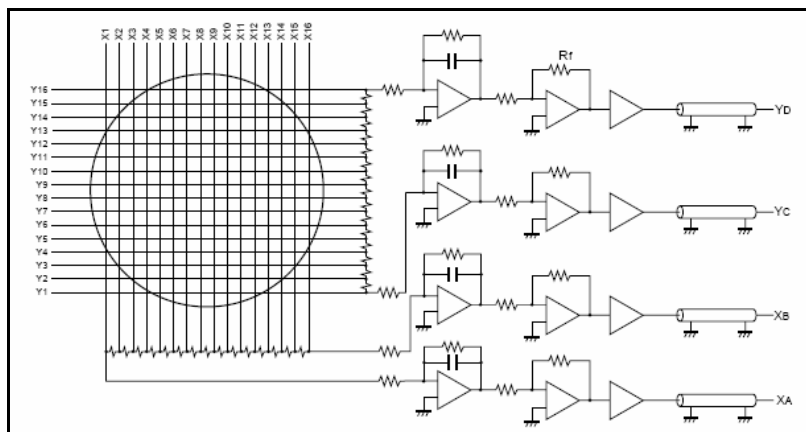 X1 X2 X3 X4 X5 X6 X7 X8 X9 X10 X11 X12 X13 X14 X15 X16
Rf
Y16
Y15
Y14
Y13
Y12
Y11
Y10
Y9
Y8
Y7
Y6
Y5
Y4
Y3
Y2
Y1
YD
YC
XB
XA